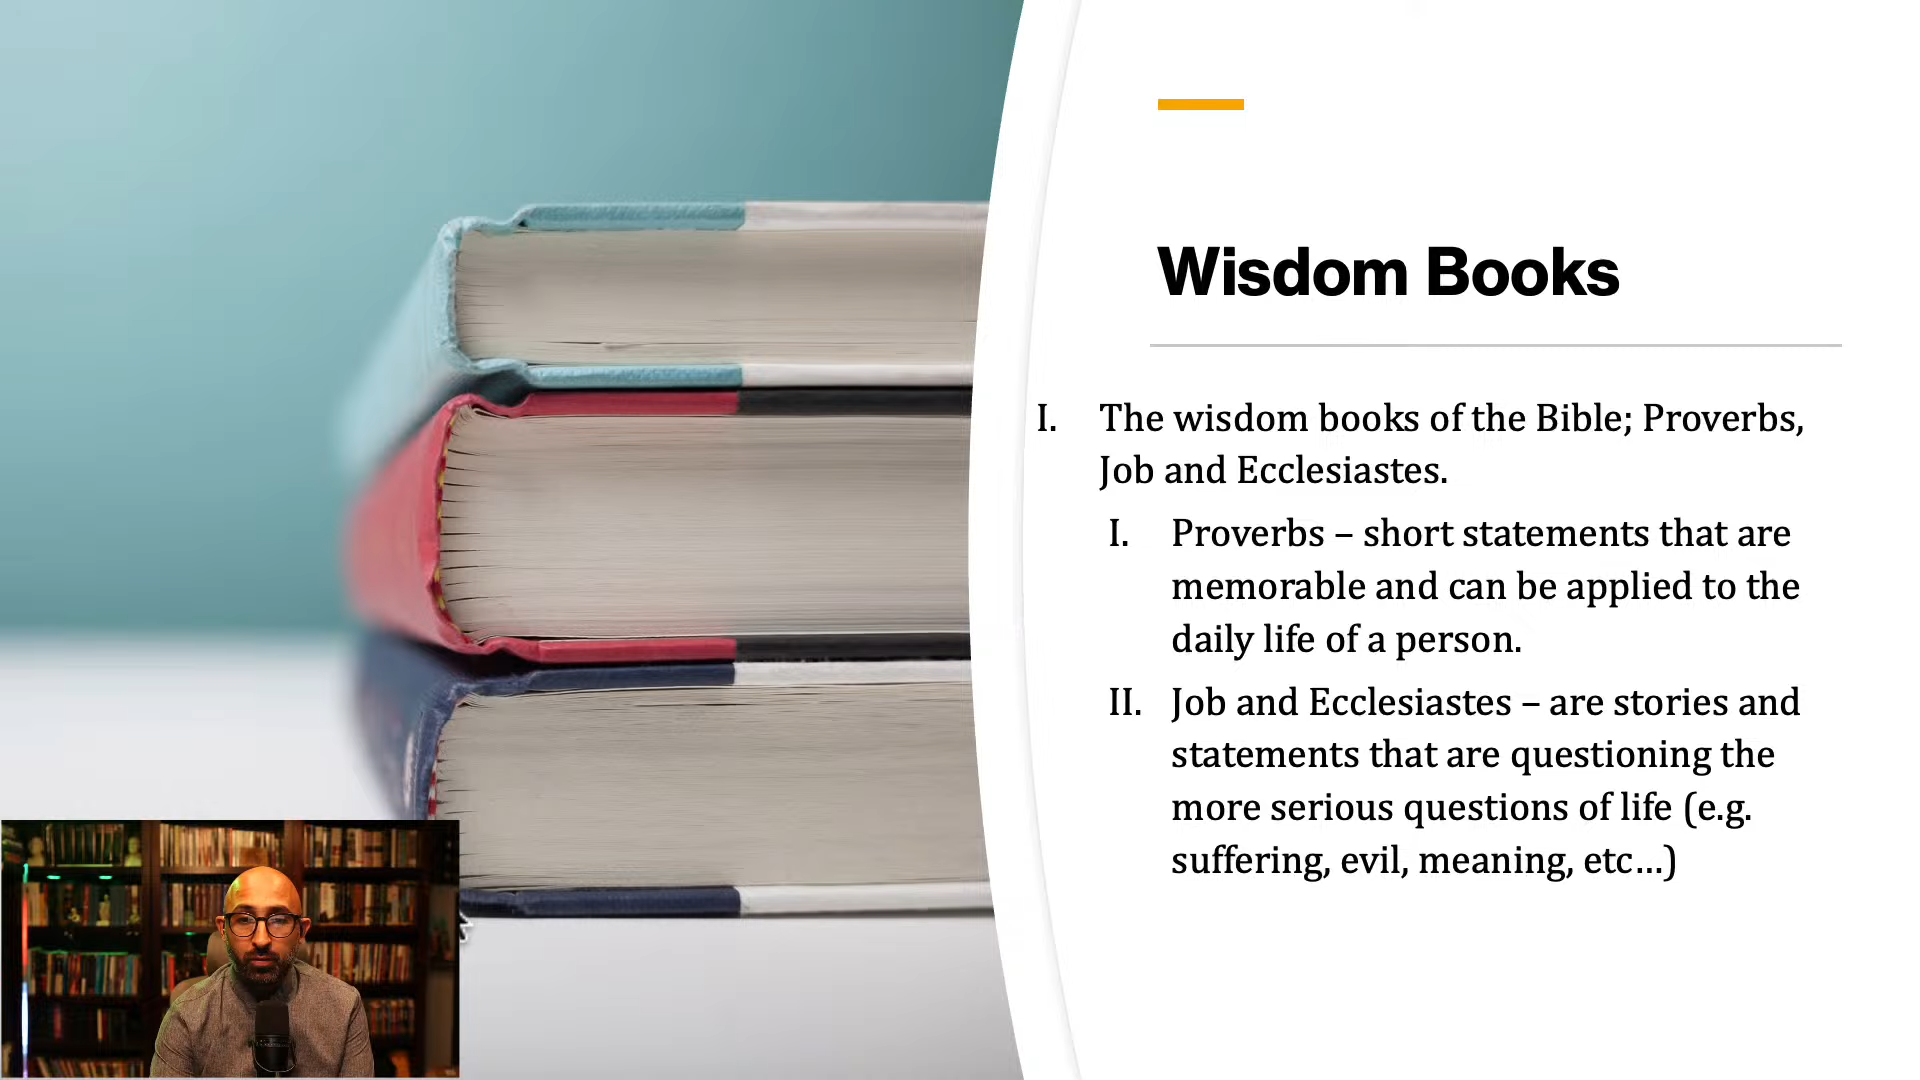 Wisdom Books
I. The wisdom books of the Bible; Proverbs,
Job and Ecclesiastes.
I. Proverbs – short statements that are
memorable and can be applied to the
daily life of a person.
II. Job and Ecclesiastes – are stories and
statements that are questioning the
more serious questions of life (e.g.
suffering, evil, meaning, etc…)